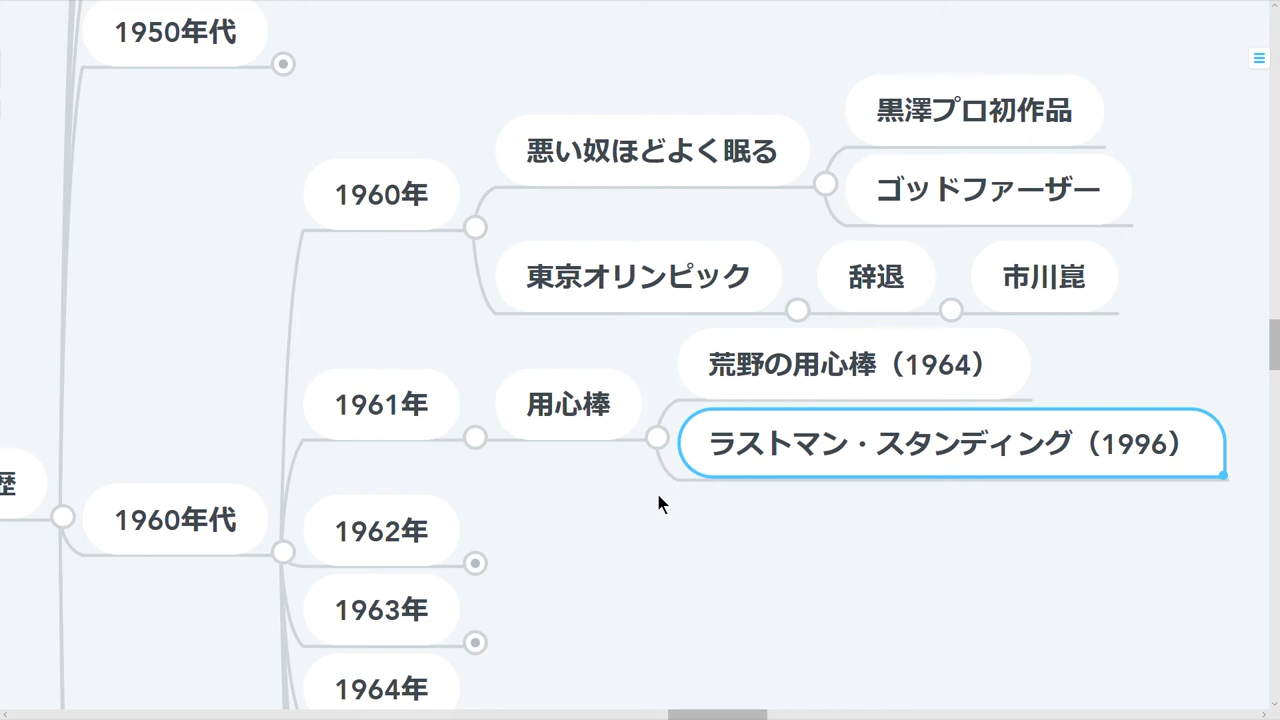 1950年代
黒澤プロ初作品
悪い奴ほどよく眠る
ゴッドファーザー
1960年
東京オリンピック
辞退
市川崑
荒野の用心棒（1964）
1961年
用心棒
ラストマン・スタンディング（1996）
歴
1960年代
1962年
1963年
1964年